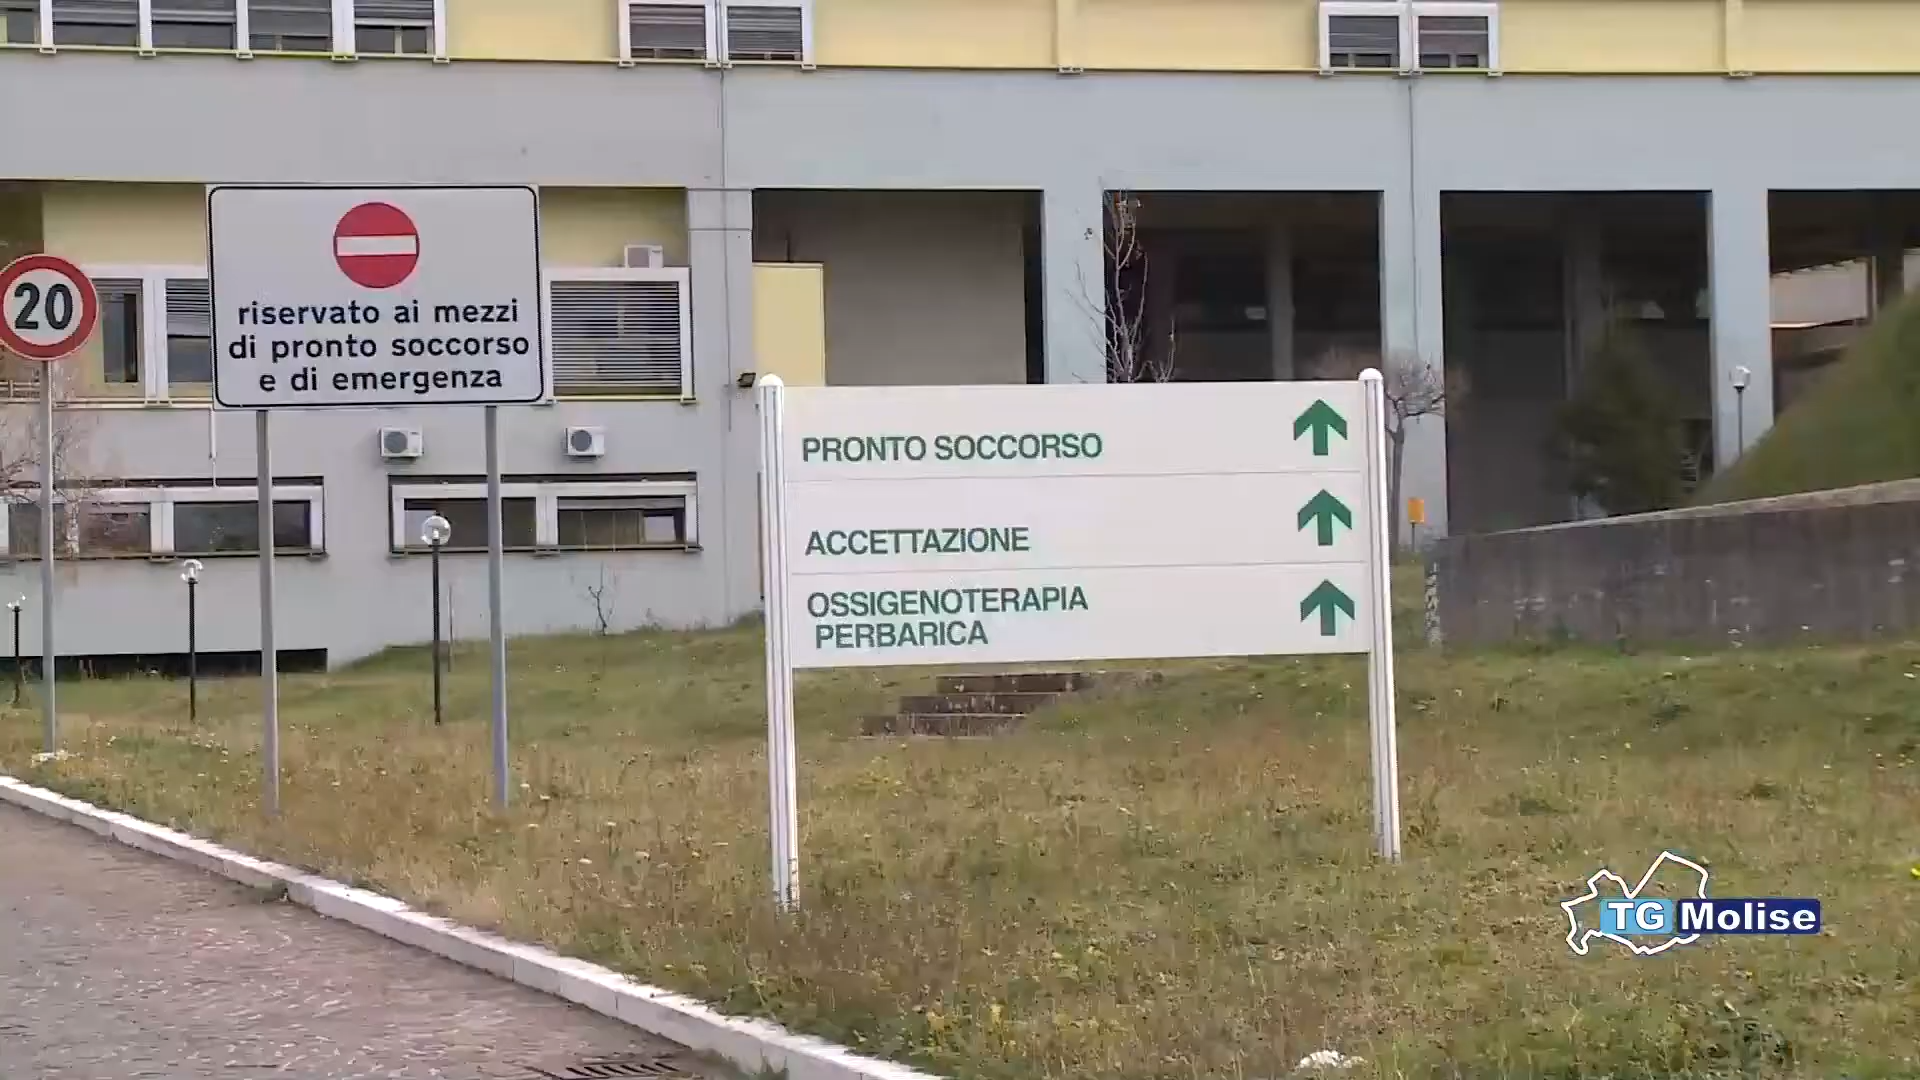 20
riservato ai mezzi
di pronto soccorso
e di emergenza
PRONTO SOCCORSO
ACCETTAZIONE
OSSIGENOTERAPIA
PERBARICA
TG Molise